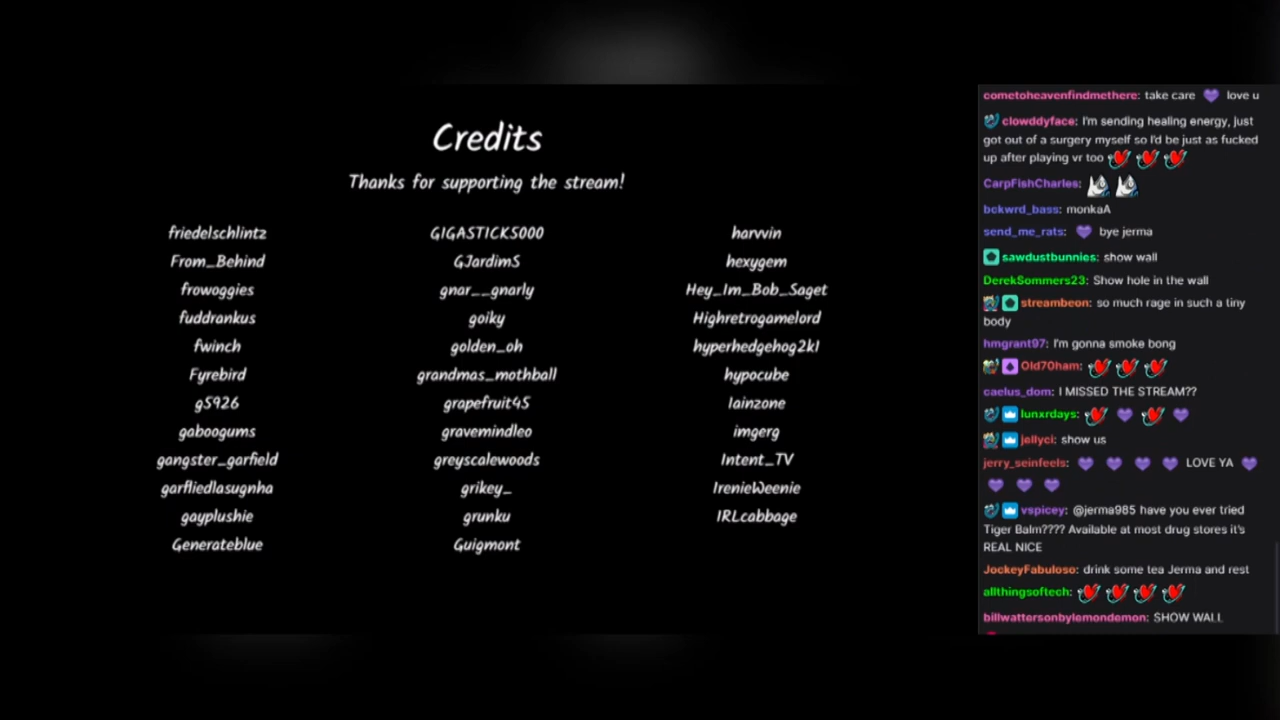 Credits
Thanks for supporting the stream!
friedelschlintz
From_Behind
frowoggies
fuddrankus
fwinch
Fyrebird
g5926
gaboogums
gangster_garfield
garfliedlasugnha
gayplushie
Generateblue
GIGASTICK5000
GJardimS
gnar__gnarly
goiky
golden_oh
grandmas_mothball
grapefruit45
gravemindleo
greyscalewoods
grikey_
grunku
Guigmont
harvvin
hexygem
Hey_Im_Bob_Saget
Highretrogamelord
hyperhedgehog2k1
hypocube
Iainzone
imgerg
Intent_TV
IrenieWeenie
IRLcabbage
cometoheavenfindmethere: take care love u
clowddyface: I'm sending healing energy, just
got out of a surgery myself so I'd be just as fucked
up after playing vr too
CarpFishCharles:
bckwrd_bass: monkaA
send_me_rats: bye jerma
sawdustbunnies: show wall
DerekSommers23: Show hole in the wall
streambeon: so much rage in such a tiny
body
hmgrant97: I'm gonna smoke bong
Old70ham:
caelus_dom: I MISSED THE STREAM??
lunxrdays:
jellyci: show us
jerry_seinfeels: LOVE YA
vspicey: @jerma985 have you ever tried
Tiger Balm???? Available at most drug stores it's
REAL NICE
JockeyFabuloso: drink some tea Jerma and rest
allthingsoftech:
billwattersonbylemondemon: SHOW WALL